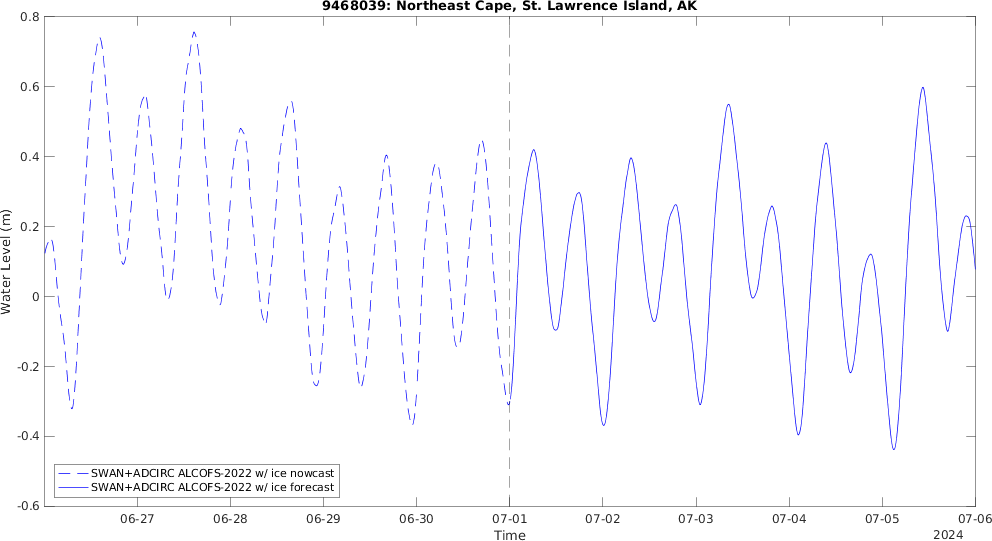 9468039: Northeast Cape, St. Lawrence Island, AK
Water Level (m)
0.8
0.6
0.4
0.2
0
-0.2
-0.4
-0.6
SWAN+ADCIRC ALCOFS-2022 w/ ice nowcast
SWAN+ADCIRC ALCOFS-2022 w/ ice forecast
06-27 06-28 06-29 06-30 07-01 07-02 07-03 07-04 07-05 07-06
Time
2024